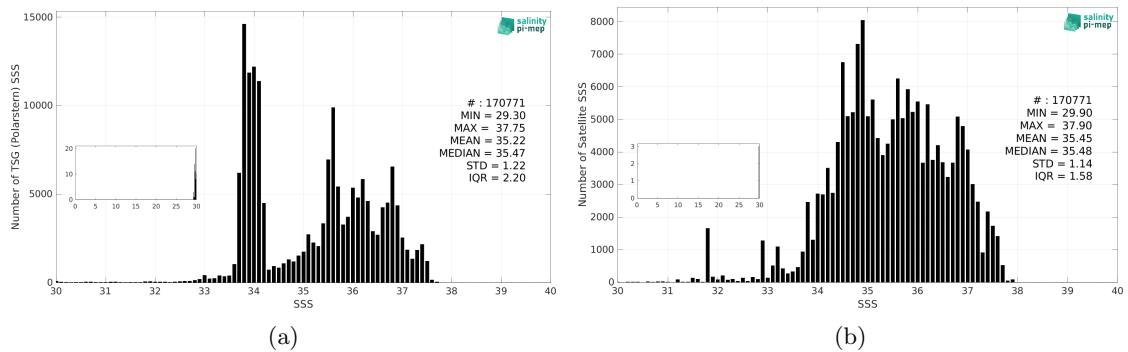 salinity
pi-mep
Number of TSG (Polarstern) SSS
15000
10000
5000
0
# : 170771
MIN = 29.30
MAX = 37.75
MEAN = 35.22
MEDIAN = 35.47
STD = 1.22
IQR = 2.20
20
10
0
0 5 10 15 20 25 30
30 31 32 33 34 35 36 37 38 39 40
SSS
(a)
salinity
pi-mep
Number of Satellite SSS
8000
7000
6000
5000
4000
3000
2000
1000
0
# : 170771
MIN = 29.90
MAX = 37.90
MEAN = 35.45
MEDIAN = 35.48
STD = 1.14
IQR = 1.58
3
2
1
0
0 5 10 15 20 25 30
30 31 32 33 34 35 36 37 38 39 40
SSS
(b)